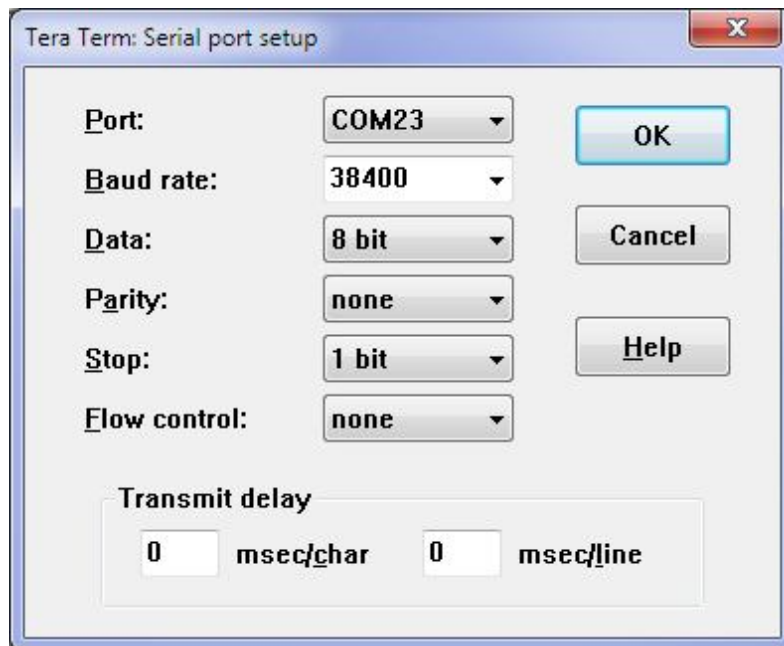 Tera Term: Serial port setup
Port: COM23
OK
Baud rate: 38400
Data: 8 bit
Cancel
Parity: none
Stop: 1 bit
Help
Flow control: none
Transmit delay
0 msec/char 0 msec/line